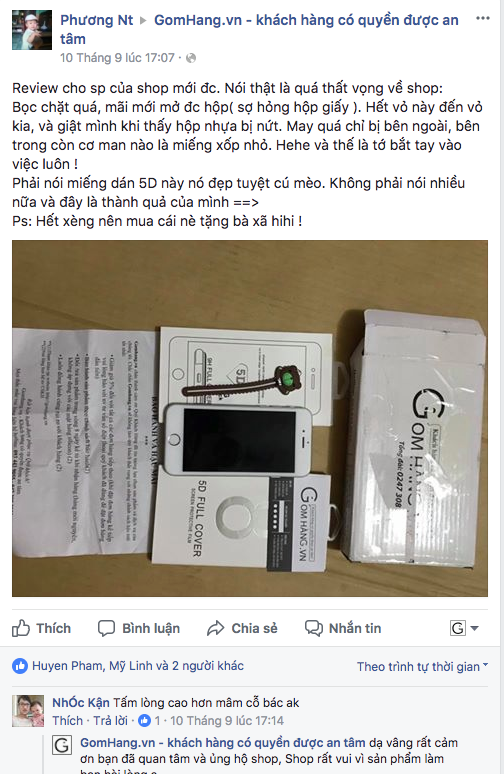 Phương Nt ▸ GomHang.vn - khách hàng có quyền được an
tâm
10 Tháng 9 lúc 17:07 ·
Review cho sp của shop mới đc. Nói thật là quá thất vọng về shop:
Bọc chặt quá, mãi mới mở đc hộp( sợ hỏng hộp giấy ). Hết vỏ này đến vỏ
kia, và giật mình khi thấy hộp nhựa bị nứt. May quá chỉ bị bên ngoài, bên
trong còn cơ man nào là miếng xốp nhỏ. Hehe và thế là tớ bắt tay vào
việc luôn !
Phải nói miếng dán 5D này nó đẹp tuyệt cú mèo. Không phải nói nhiều
nữa và đây là thành quả của mình ==>
Ps: Hết xèng nên mua cái nè tặng bà xã hihi !
BẢO HÀNH VÀ HẬU MÃI
5D
9H FULL
5D FULL COVER
SCREEN PROTECTIVE FILM
GOMHANG.VN
GOM HANG
Tổng đài: 0247 308
Thích
Bình luận
Chia sẻ
Nhắn tin
Huyen Pham, Mỹ Linh và 2 người khác
Theo trình tự thời gian
NhÓc Kận Tấm lòng cao hơn mâm cỗ bác ak
Thích · Trả lời · 1 · 10 Tháng 9 lúc 17:14
GomHang.vn - khách hàng có quyền được an tâm dạ vâng rất cảm
ơn bạn đã quan tâm và ủng hộ shop, Shop rất vui vì sản phẩm làm